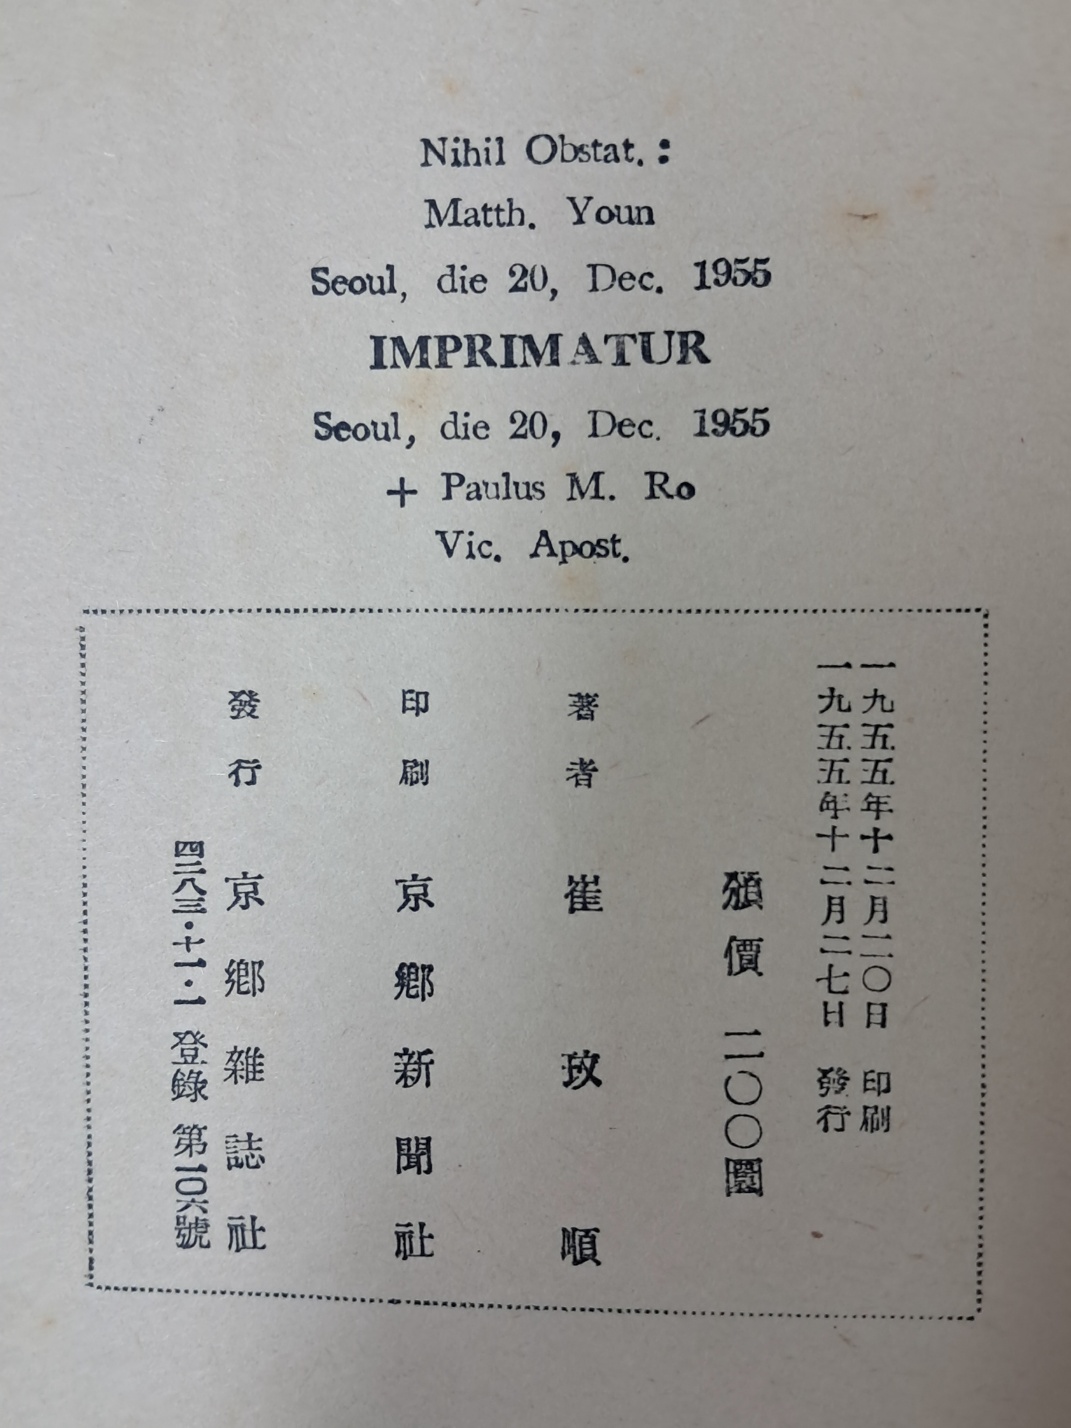 Nihil Obstat. :
Matth. Youn
Seoul, die 20, Dec. 1955
IMPRIMATUR
Seoul, die 20, Dec. 1955
+ Paulus M. Ro
Vic. Apost.
一九五五年十二月二〇日 印刷
一九五五年十二月二七日 發行
頒價 二〇〇圜
著者 崔玫順
印刷 京鄕新聞社
發行 京鄕雜誌社
四二八三・十一・一 登錄 第一〇六號